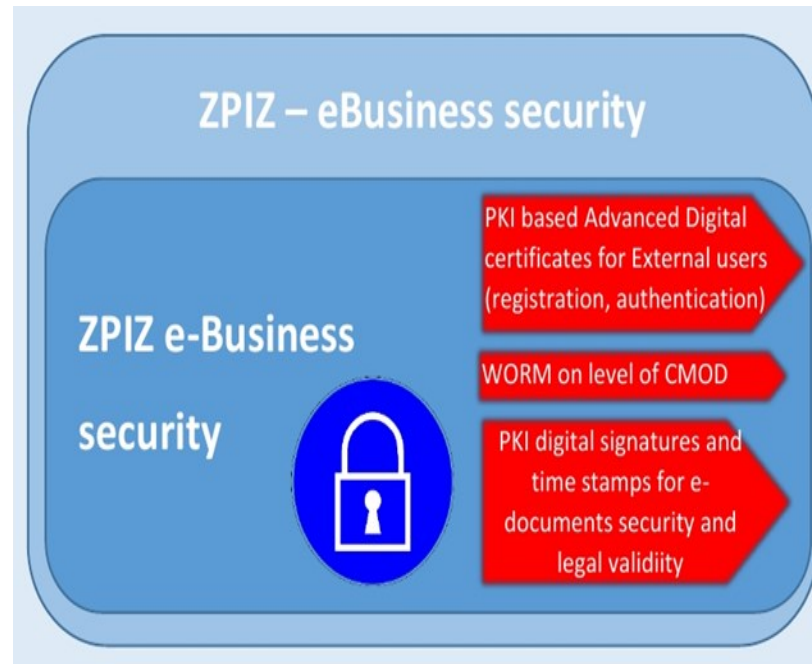 ZPIZ – eBusiness security
ZPIZ e-Business
security
PKI based Advanced Digital
certificates for External users
(registration, authentication)
WORM on level of CMOD
PKI digital signatures and
time stamps for e-
documents security and
legal validiity